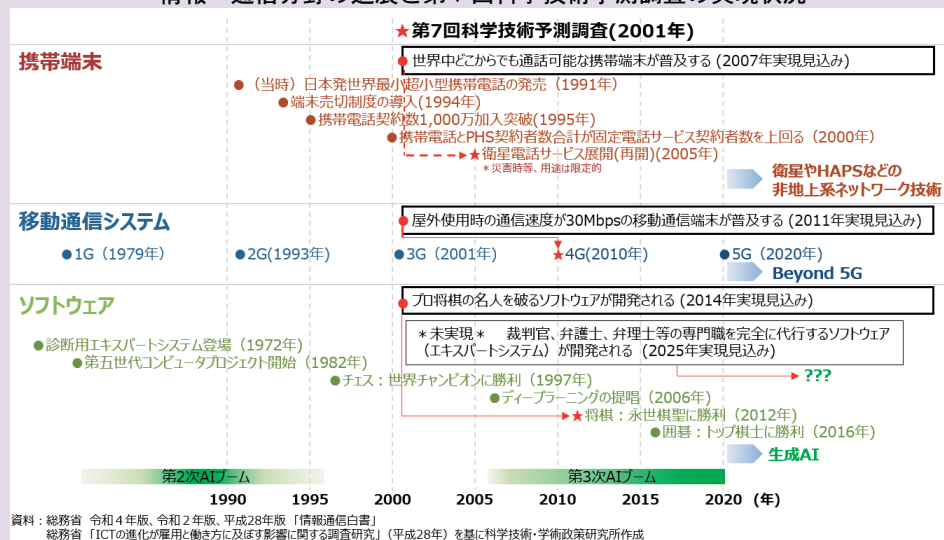 ★第7回科学技術予測調査(2001年)
携帯端末
世界中どこからでも通話可能な携帯端末が普及する (2007年実現見込み)
●（当時）日本発世界最小超小型携帯電話の発売（1991年）
●端末売切制度の導入(1994年)
●携帯電話契約数1,000万加入突破(1995年)
●携帯電話とPHS契約者数合計が固定電話サービス契約者数を上回る（2000年）
★衛星電話サービス展開(再開)(2005年)
＊災害時等、用途は限定的
衛星やHAPSなどの
非地上系ネットワーク技術
移動通信システム
屋外使用時の通信速度が30Mbpsの移動通信端末が普及する (2011年実現見込み)
●1G（1979年）
●2G(1993年)
●3G（2001年）
★4G(2010年)
●5G（2020年）
Beyond 5G
ソフトウェア
プロ将棋の名人を破るソフトウェアが開発される (2014年実現見込み)
＊未実現＊　裁判官、弁護士、弁理士等の専門職を完全に代行するソフトウェア
（エキスパートシステム）が開発される （2025年実現見込み）
●診断用エキスパートシステム登場（1972年）
●第五世代コンピュータプロジェクト開始（1982年）
???
●チェス：世界チャンピオンに勝利（1997年）
●ディープラーニングの提唱（2006年）
★将棋：永世棋聖に勝利（2012年）
●囲碁：トップ棋士に勝利（2016年）
生成AI
第2次AIブーム
第3次AIブーム
1990 1995 2000 2005 2010 2015 2020 (年)
資料：総務省 令和４年版、令和２年版、平成28年版 「情報通信白書」
総務省 「ICTの進化が雇用と働き方に及ぼす影響に関する調査研究」（平成28年）を基に科学技術・学術政策研究所作成